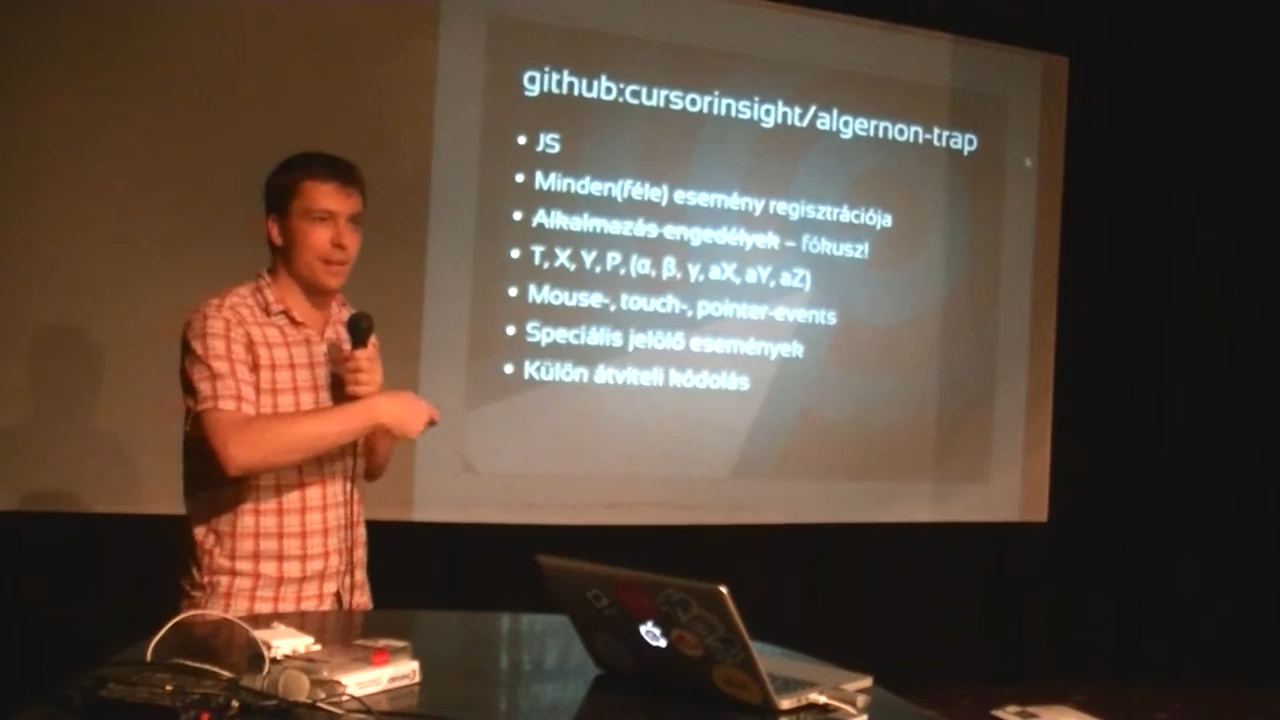 github:cursorinsight/algernon-trap
• JS
• Minden(féle) esemény regisztrációja
• Alkalmazás engedélyek – fókusz!
• T, X, Y, P, (α, β, γ, aX, aY, aZ)
• Mouse-, touch-, pointer-events
• Speciális jelölő események
• Külön átviteli kódolás